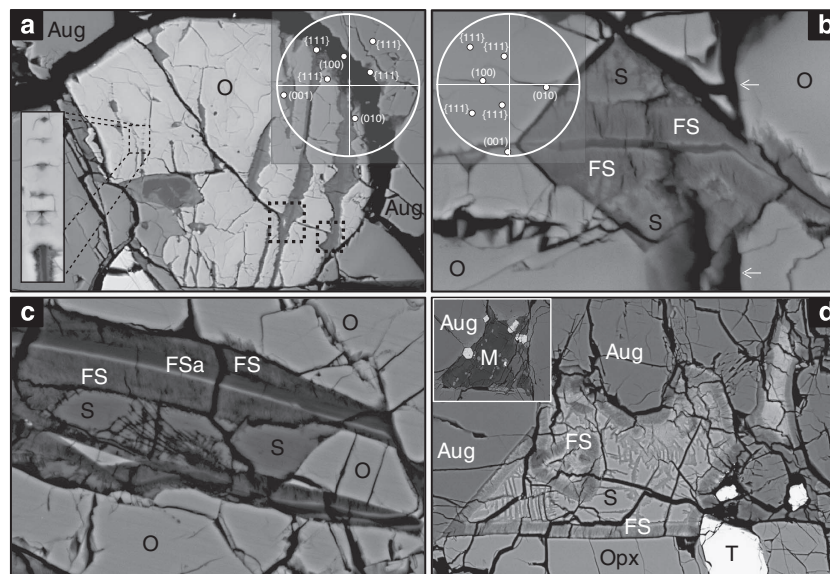 a
Aug
O
{111}
{111}
(100)
{111}
{111}
(001)
(010)
Aug
b
{111}
{111}
(100)
(010)
{111}
{111}
(001)
S
O
FS
FS
S
O
c
O
FSa
FS
FS
S
S
O
O
d
Aug
M
Aug
Aug
FS
S
FS
Opx
T